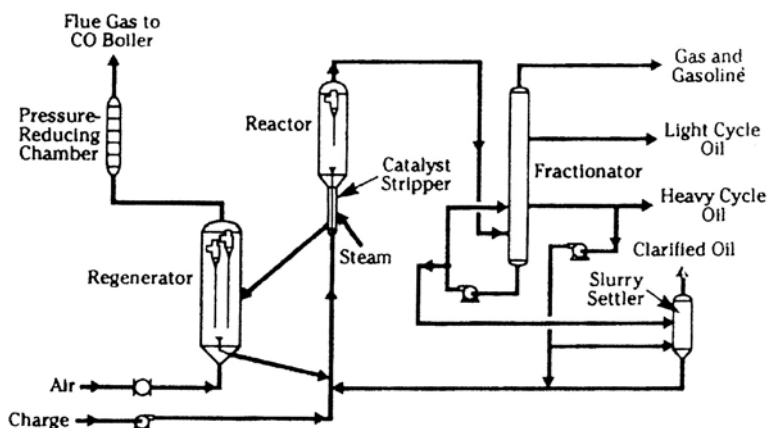 Flue Gas to
CO Boiler
Pressure-
Reducing
Chamber
Reactor
Catalyst
Stripper
Steam
Regenerator
Air
Charge
Gas and
Gasoline
Light Cycle
Oil
Fractionator
Heavy Cycle
Oil
Clarified Oil
Slurry
Settler